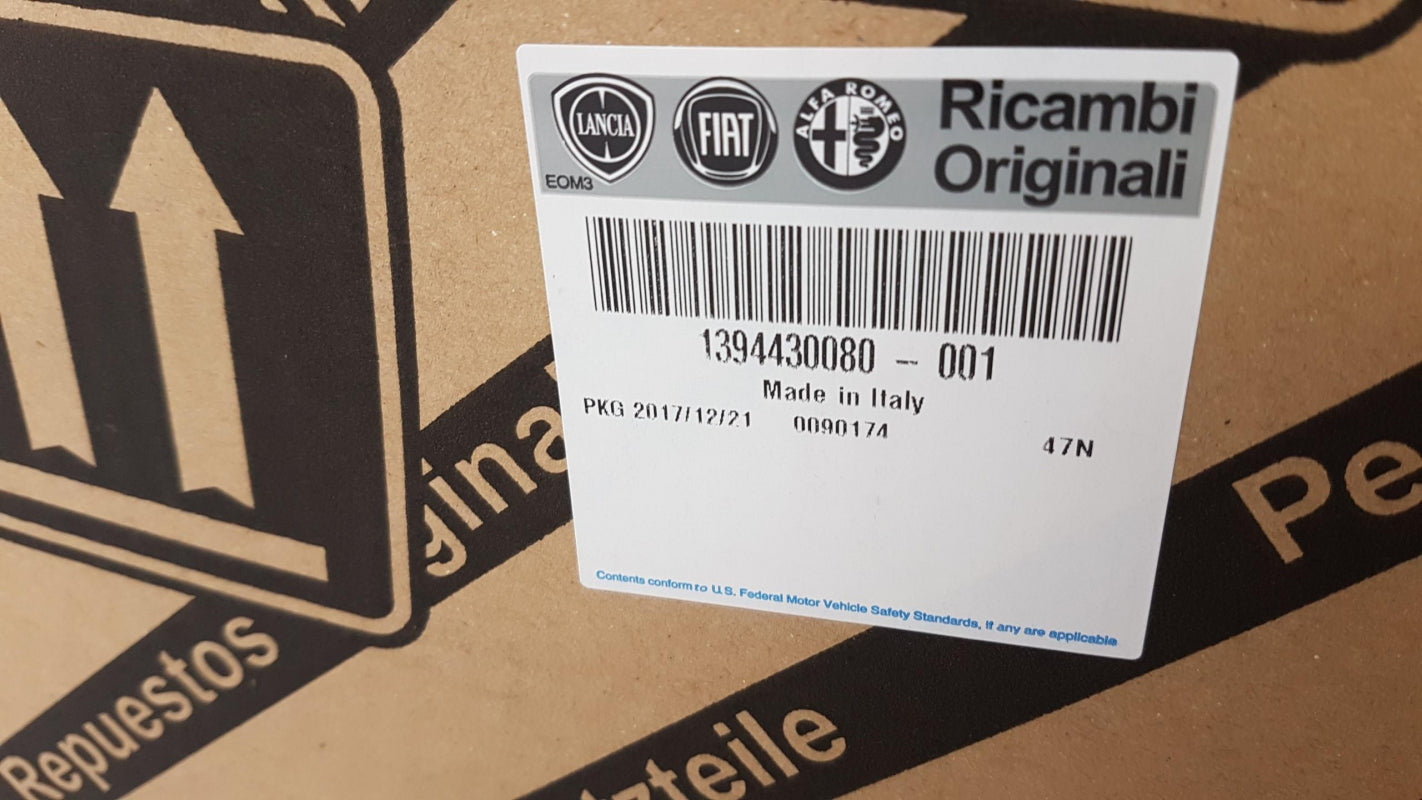 LANCIA
FIAT
ALFA ROMEO
Ricambi
Originali
EOM3
1394430080 - 001
Made in Italy
PKG 2017/12/21 0090174 47N
Contents conform to U.S. Federal Motor Vehicle Safety Standards, If any are applicable
gina
Pe
Repuestos
zteile